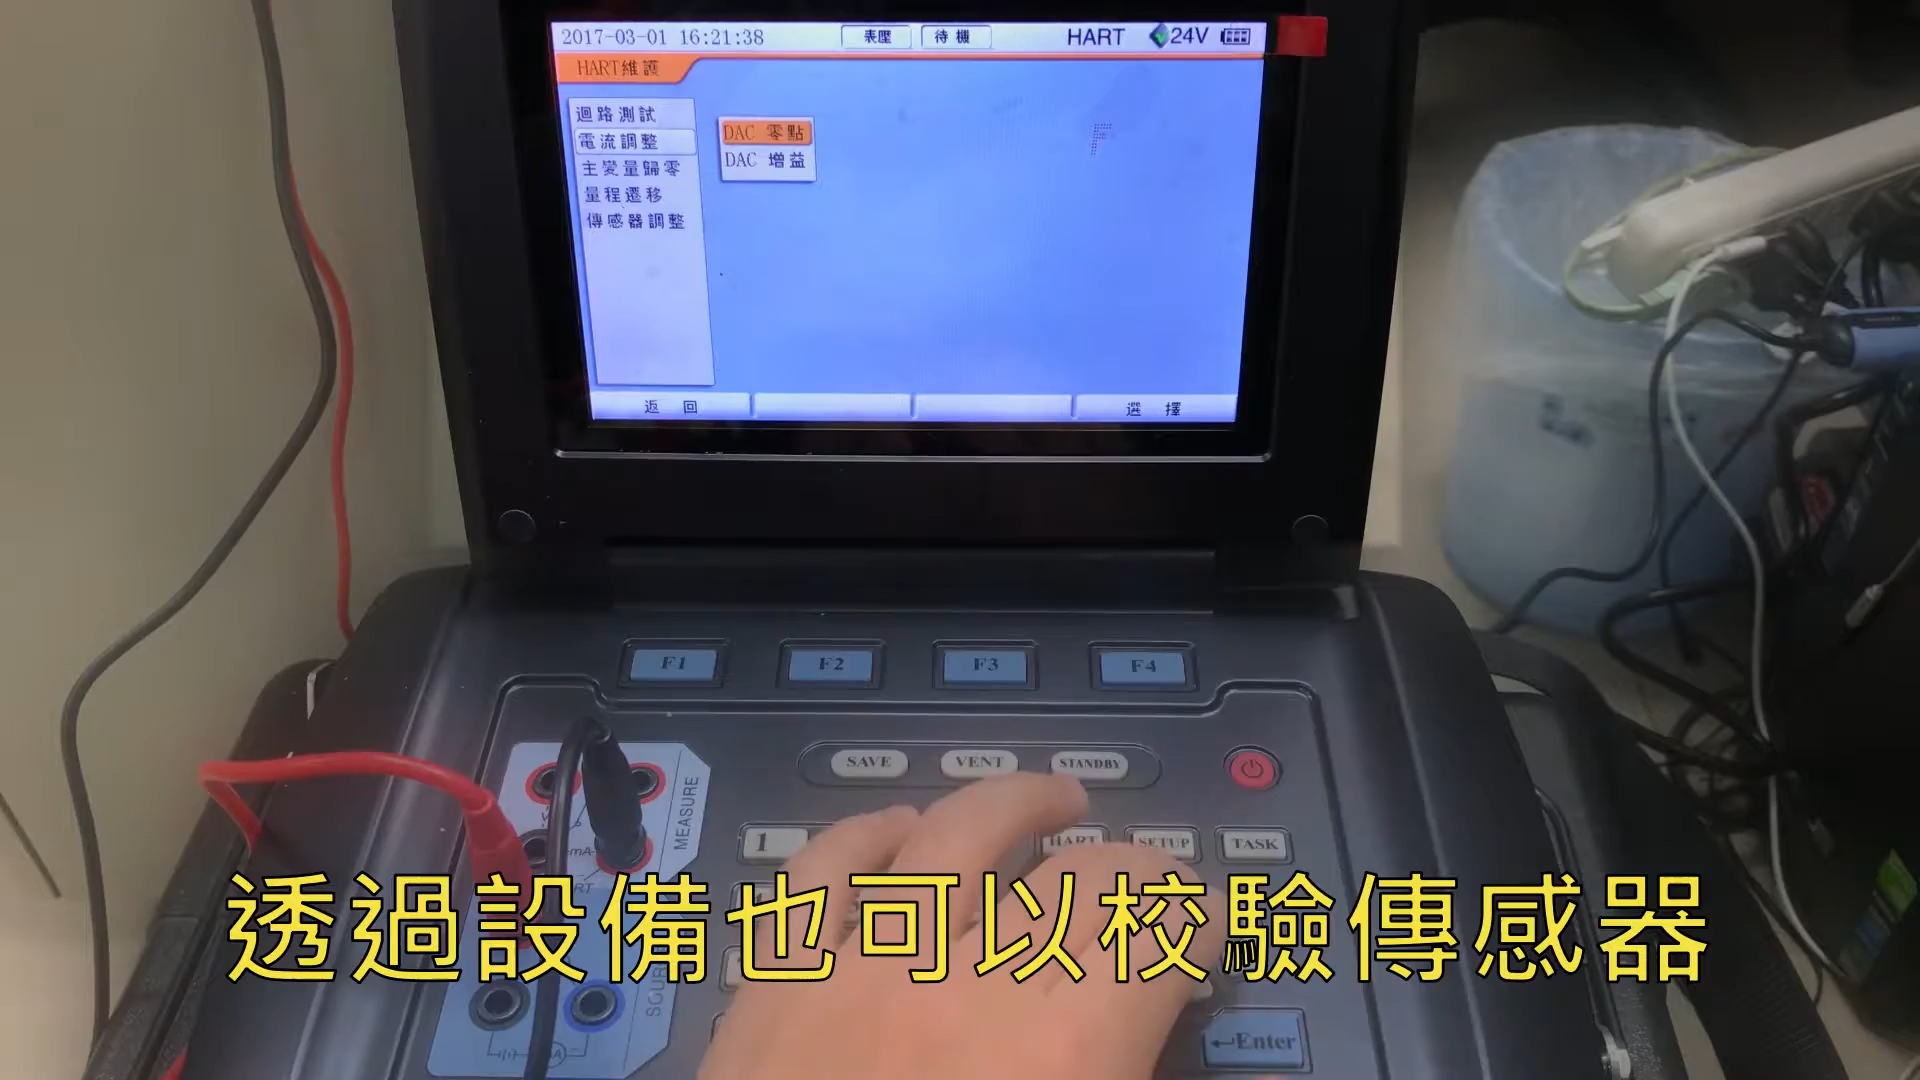 2017-03-01 16:21:38
表壓
待機
HART
24V
HART維護
迴路測試
電流調整
主變量歸零
量程遷移
傳感器調整
DAC 零點
DAC 增益
返 回
選 擇
F1
F2
F3
F4
SAVE
VENT
STANDBY
MEASURE
1
HART
SETUP
TASK
mA
透過設備也可以校驗傳感器
Enter